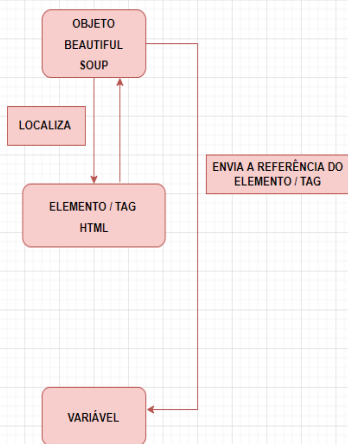 OBJETO
BEAUTIFUL
SOUP
LOCALIZA
ENVIA A REFERÊNCIA DO
ELEMENTO / TAG
ELEMENTO / TAG
HTML
VARIÁVEL